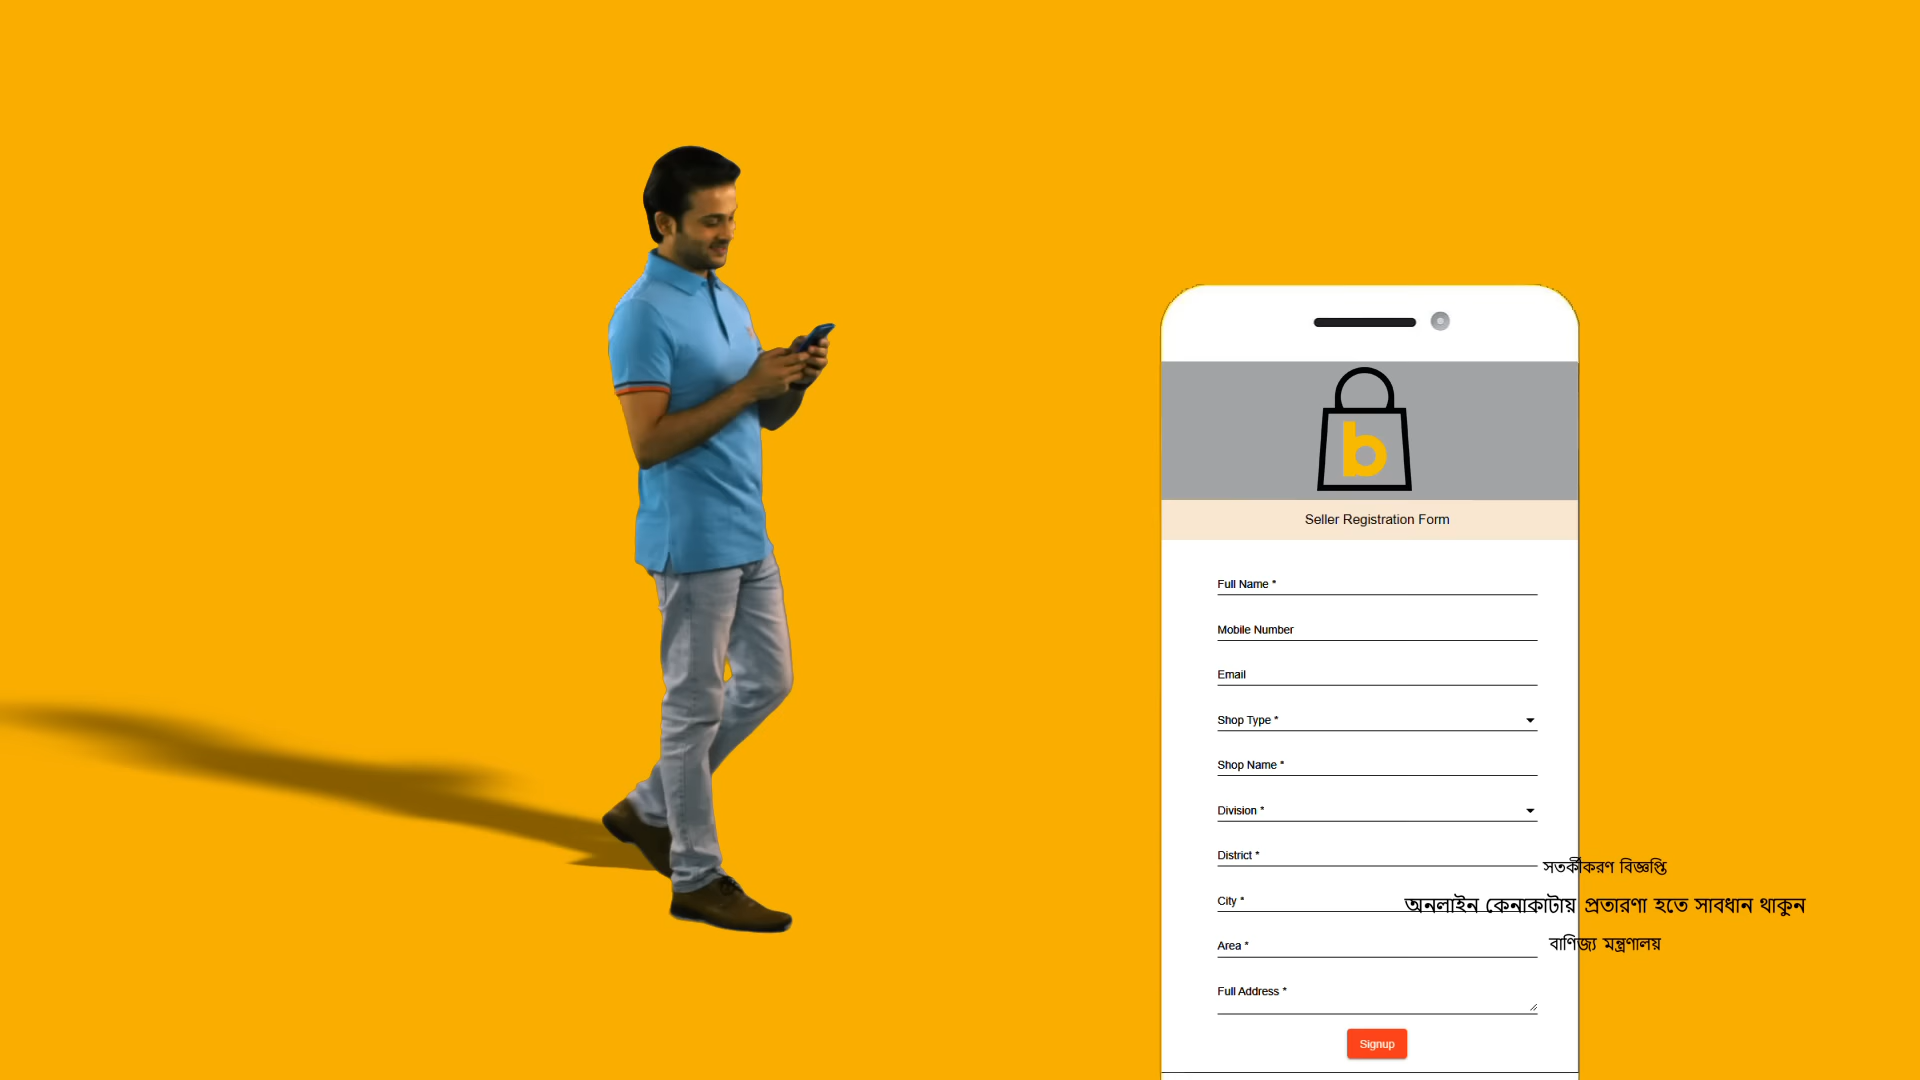 b
Seller Registration Form
Full Name *
Mobile Number
Email
Shop Type *
Shop Name *
Division *
District *
সতর্কীকরণ বিজ্ঞপ্তি
City *
অনলাইন কেনাকাটায় প্রতারণা হতে সাবধান থাকুন
Area *
বাণিজ্য মন্ত্রণালয়
Full Address *
Signup